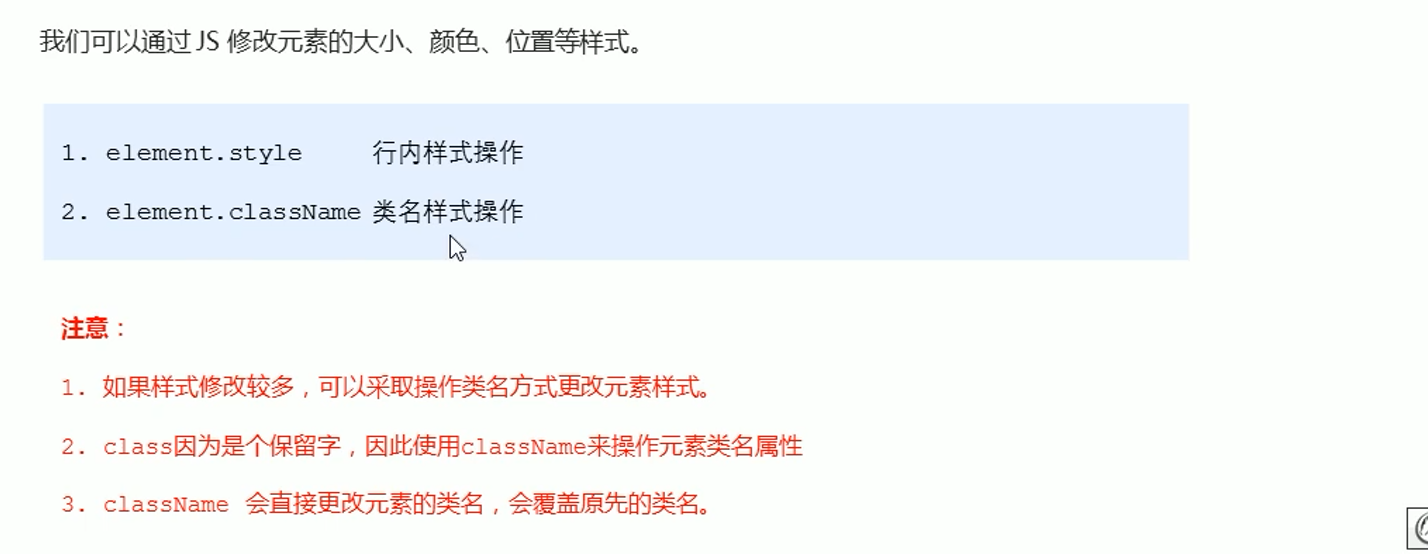 我们可以通过 JS 修改元素的大小、颜色、位置等样式。
1. element.style 行内样式操作
2. element.className 类名样式操作
注意：
1. 如果样式修改较多，可以采取操作类名方式更改元素样式。
2. class因为是个保留字，因此使用className来操作元素类名属性
3. className 会直接更改元素的类名，会覆盖原先的类名。